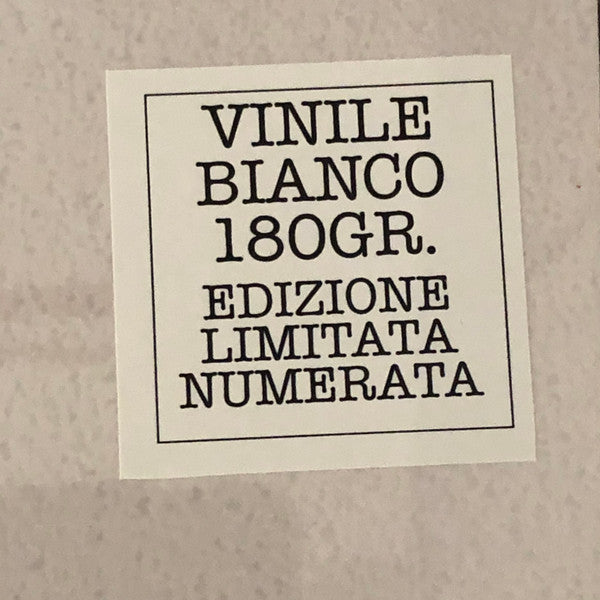 VINILE
BIANCO
180GR.
EDIZIONE
LIMITATA
NUMERATA